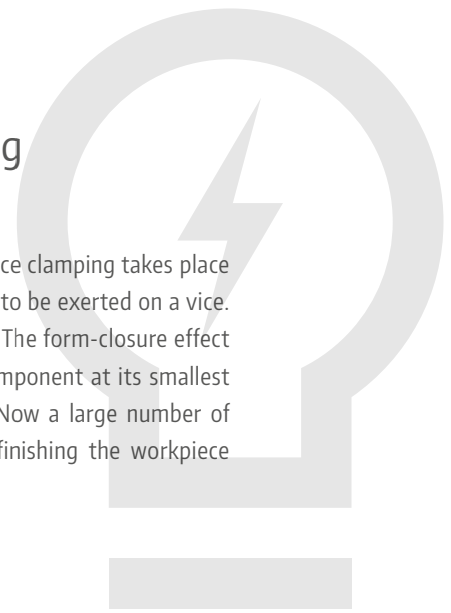 g
ce clamping takes place
to be exerted on a vice.
The form-closure effect
mponent at its smallest
Now a large number of
finishing the workpiece